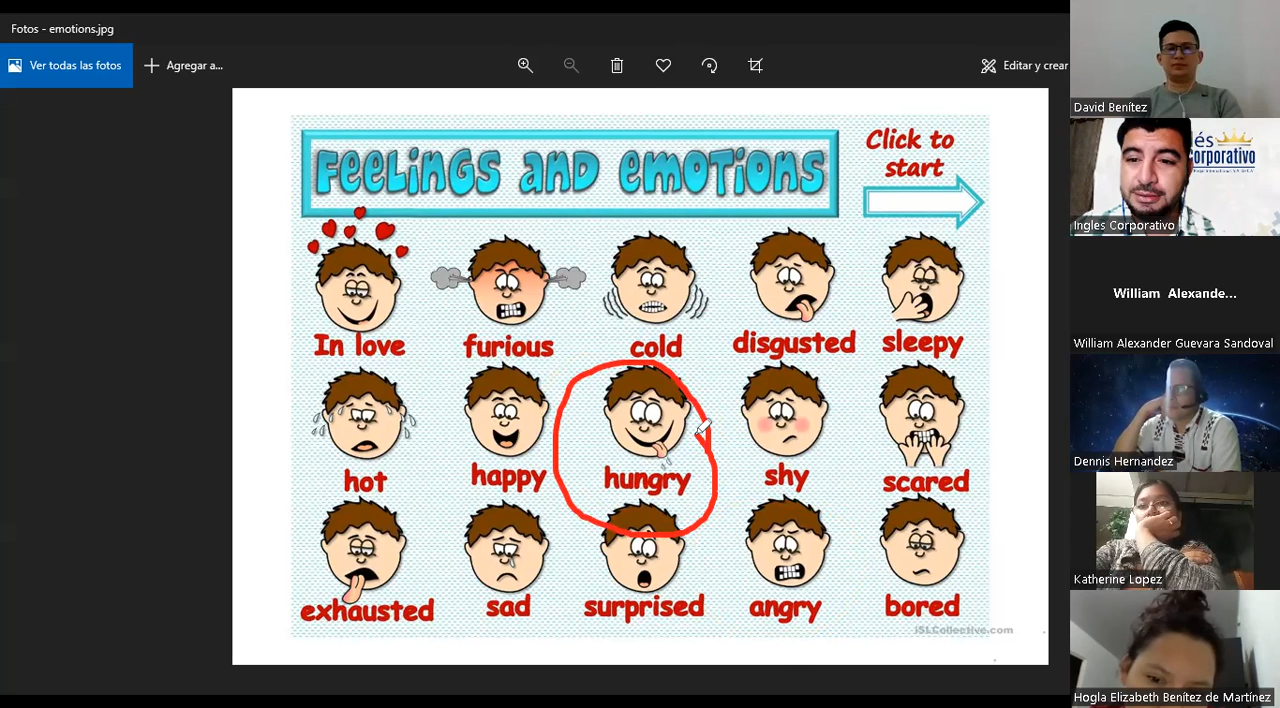 Fotos - emotions.jpg
Ver todas las fotos
Agregar a...
Editar y crear
Feelings and Emotions
Click to
start
In love
furious
cold
disgusted
sleepy
hot
happy
hungry
shy
scared
exhausted
sad
surprised
angry
bored
iSLCollective.com
David Benítez
és
Corporativo
Ingles Corporativo
William Alexande...
William Alexander Guevara Sandoval
Dennis Hernandez
Katherine Lopez
Hogla Elizabeth Benítez de Martínez